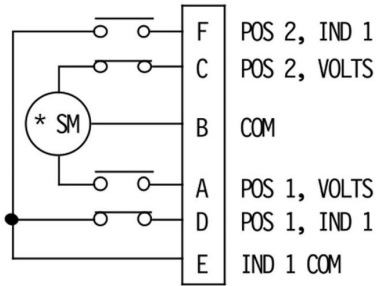 F POS 2, IND 1
C POS 2, VOLTS
* SM B COM
A POS 1, VOLTS
D POS 1, IND 1
E IND 1 COM